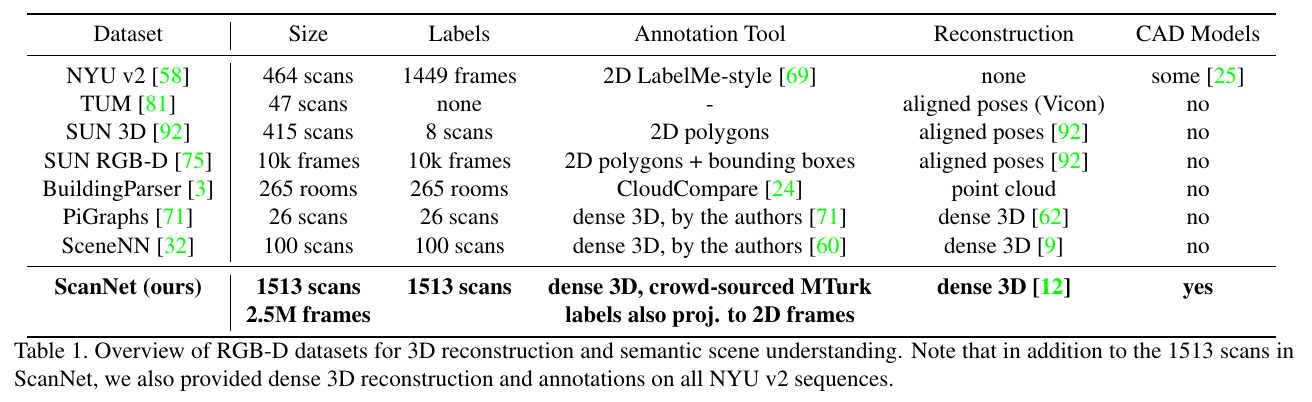 Dataset Size Labels Annotation Tool Reconstruction CAD Models
NYU v2 [58] 464 scans 1449 frames 2D LabelMe-style [69] none some [25]
TUM [81] 47 scans none - aligned poses (Vicon) no
SUN 3D [92] 415 scans 8 scans 2D polygons aligned poses [92] no
SUN RGB-D [75] 10k frames 10k frames 2D polygons + bounding boxes aligned poses [92] no
BuildingParser [3] 265 rooms 265 rooms CloudCompare [24] point cloud no
PiGraphs [71] 26 scans 26 scans dense 3D, by the authors [71] dense 3D [62] no
SceneNN [32] 100 scans 100 scans dense 3D, by the authors [60] dense 3D [9] no
ScanNet (ours) 1513 scans 1513 scans dense 3D, crowd-sourced MTurk dense 3D [12] yes
2.5M frames labels also proj. to 2D frames
Table 1. Overview of RGB-D datasets for 3D reconstruction and semantic scene understanding. Note that in addition to the 1513 scans in
ScanNet, we also provided dense 3D reconstruction and annotations on all NYU v2 sequences.